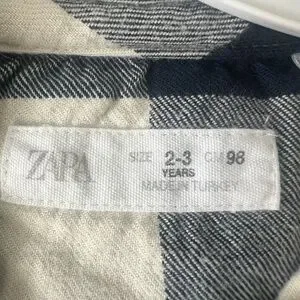 ZARA
SIZE 2-3 CM 98
YEARS
MADE IN TURKEY